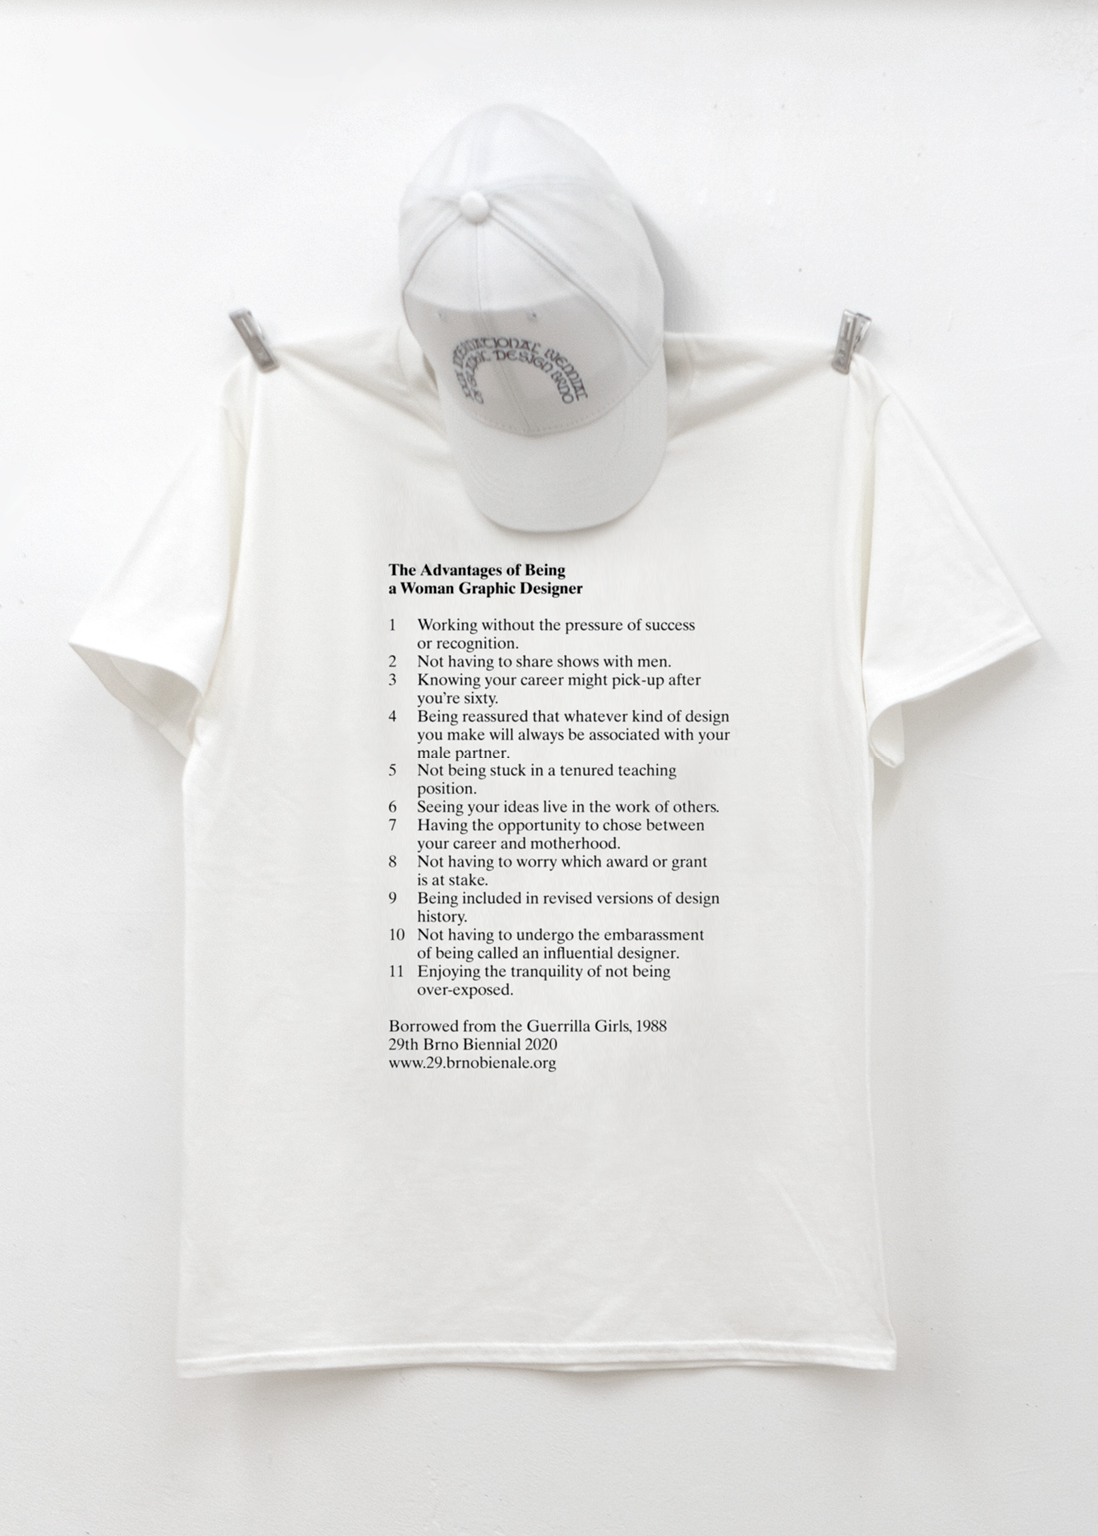 INTERNATIONAL BIENNIAL
DESIGN BRNO
The Advantages of Being
a Woman Graphic Designer
1 Working without the pressure of success
or recognition.
2 Not having to share shows with men.
3 Knowing your career might pick-up after
you're sixty.
4 Being reassured that whatever kind of design
you make will always be associated with your
male partner.
5 Not being stuck in a tenured teaching
position.
6 Seeing your ideas live in the work of others.
7 Having the opportunity to chose between
your career and motherhood.
8 Not having to worry which award or grant
is at stake.
9 Being included in revised versions of design
history.
10 Not having to undergo the embarassment
of being called an influential designer.
11 Enjoying the tranquility of not being
over-exposed.
Borrowed from the Guerrilla Girls, 1988
29th Brno Biennial 2020
www.29.brnobienale.org